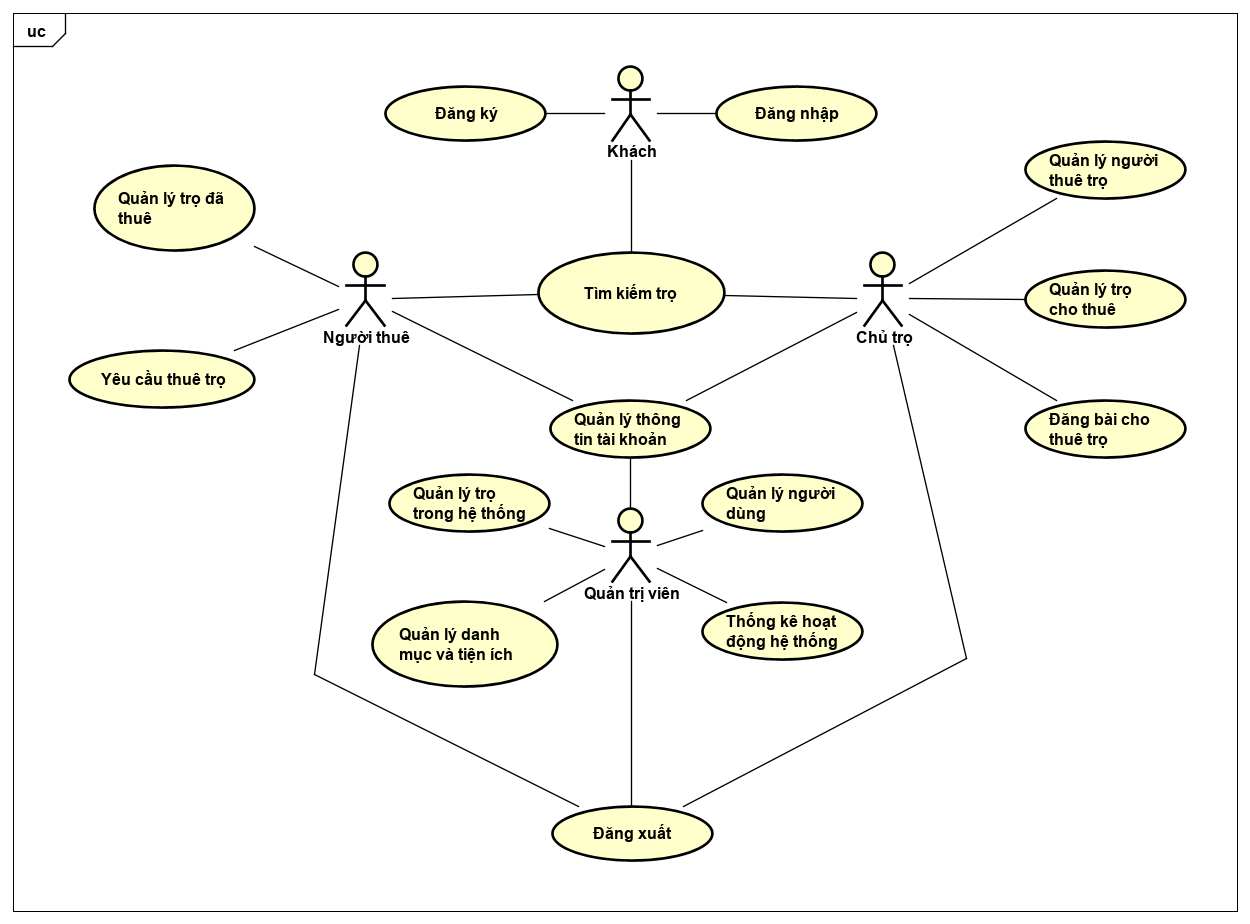 uc
Đăng ký
Đăng nhập
Khách
Quản lý người
thuê trọ
Quản lý trọ đã
thuê
Tìm kiếm trọ
Quản lý trọ
cho thuê
Người thuê
Chủ trọ
Yêu cầu thuê trọ
Quản lý thông
tin tài khoản
Đăng bài cho
thuê trọ
Quản lý trọ
trong hệ thống
Quản lý người
dùng
Quản trị viên
Quản lý danh
mục và tiện ích
Thống kê hoạt
động hệ thống
Đăng xuất